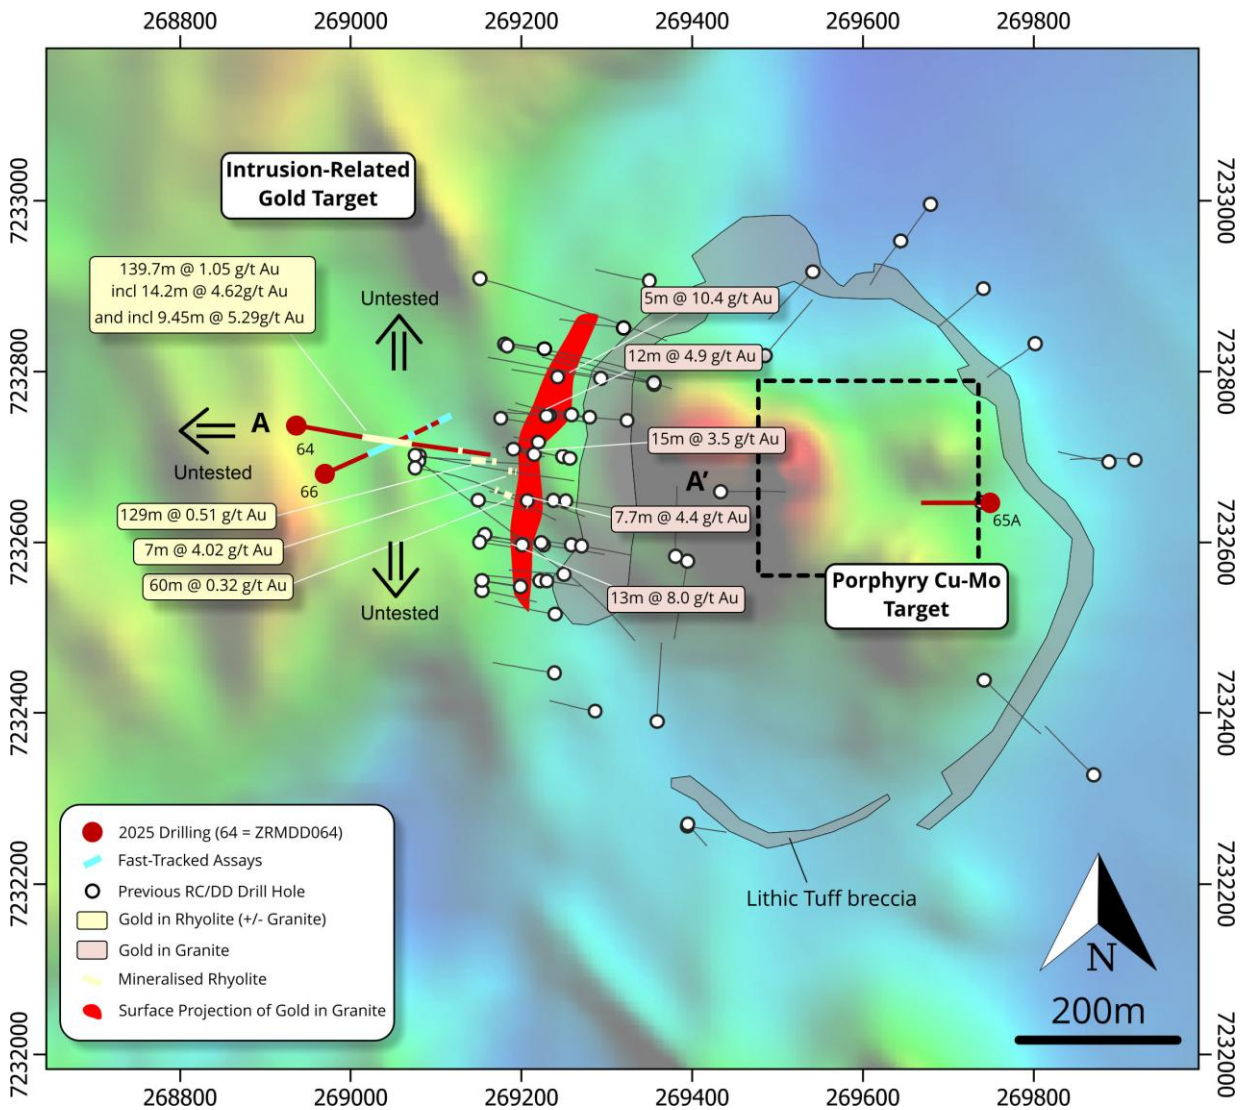 268800 269000 269200 269400 269600 269800
7233000
7232800
7232600
7232400
7232200
7232000
7233000
7232800
7232600
7232400
7232200
7232000
Intrusion-Related
Gold Target
139.7m @ 1.05 g/t Au
incl 14.2m @ 4.62g/t Au
and incl 9.45m @ 5.29g/t Au
Untested
5m @ 10.4 g/t Au
12m @ 4.9 g/t Au
A
64
Untested
66
15m @ 3.5 g/t Au
A'
129m @ 0.51 g/t Au
7m @ 4.02 g/t Au
60m @ 0.32 g/t Au
7.7m @ 4.4 g/t Au
65A
Untested
13m @ 8.0 g/t Au
Porphyry Cu-Mo
Target
Lithic Tuff breccia
2025 Drilling (64 = ZRMDD064)
Fast-Tracked Assays
Previous RC/DD Drill Hole
Gold in Rhyolite (+/- Granite)
Gold in Granite
Mineralised Rhyolite
Surface Projection of Gold in Granite
N
200m
268800 269000 269200 269400 269600 269800